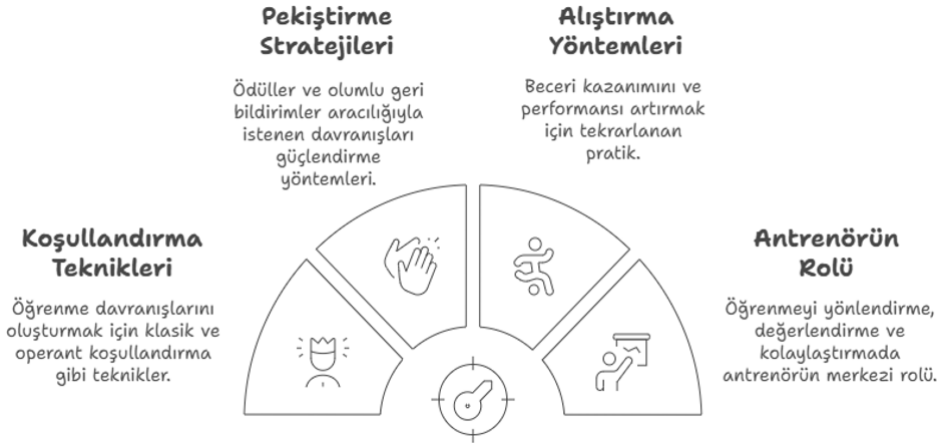 Pekiştirme
Stratejileri
Ödüller ve olumlu geri
bildirimler aracılığıyla
istenen davranışları
güçlendirme
yöntemleri.
Alıştırma
Yöntemleri
Beceri kazanımını ve
performansı artırmak
için tekrarlanan
pratik.
Koşullandırma
Teknikleri
Öğrenme davranışlarını
oluşturmak için klasik ve
operant koşullandırma
gibi teknikler.
Antrenörün
Rolü
Öğrenmeyi yönlendirme,
değerlendirme ve
kolaylaştırmada
antrenörün merkezi rolü.